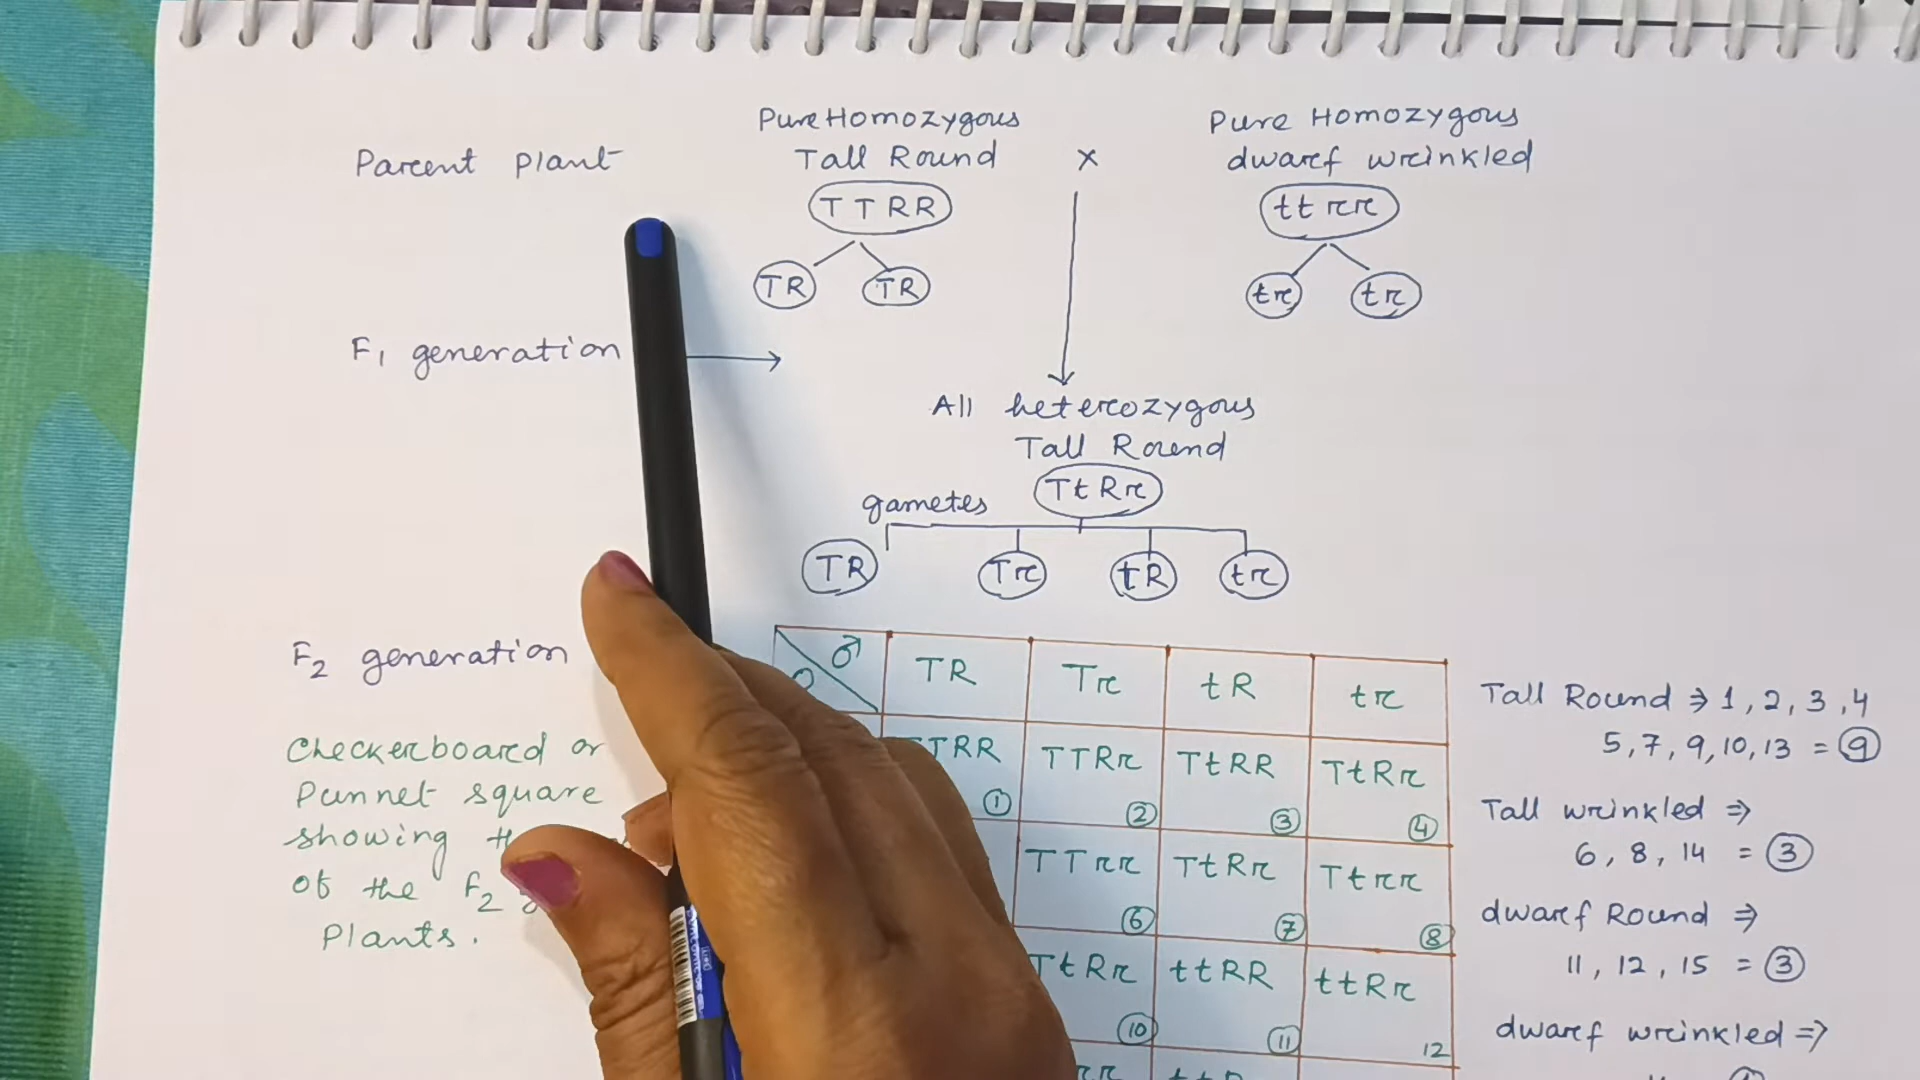 Pure Homozygous
Pure Homozygous
Parent plant
Tall Round
x
dwarf wrinkled
TTRR
tt rr
TR
TR
tr
tr
F1 generation
All heterozygous
Tall Round
TtRr
gametes
TR
Tr
tR
tr
F2 generation
♂
TR
Tr
tR
tr
Checkerboard or
Punnet square
showing
of the F2
Plants.
TTRR
1
TTRr
2
TtRR
3
TtRr
4
TTrr
6
TtRr
7
Ttrr
8
TtRr
10
ttRR
11
ttRr
12
Tall Round ⇒ 1, 2, 3, 4
5, 7, 9, 10, 13 = 9
Tall wrinkled ⇒
6, 8, 14 = 3
dwarf Round ⇒
11, 12, 15 = 3
dwarf wrinkled ⇒